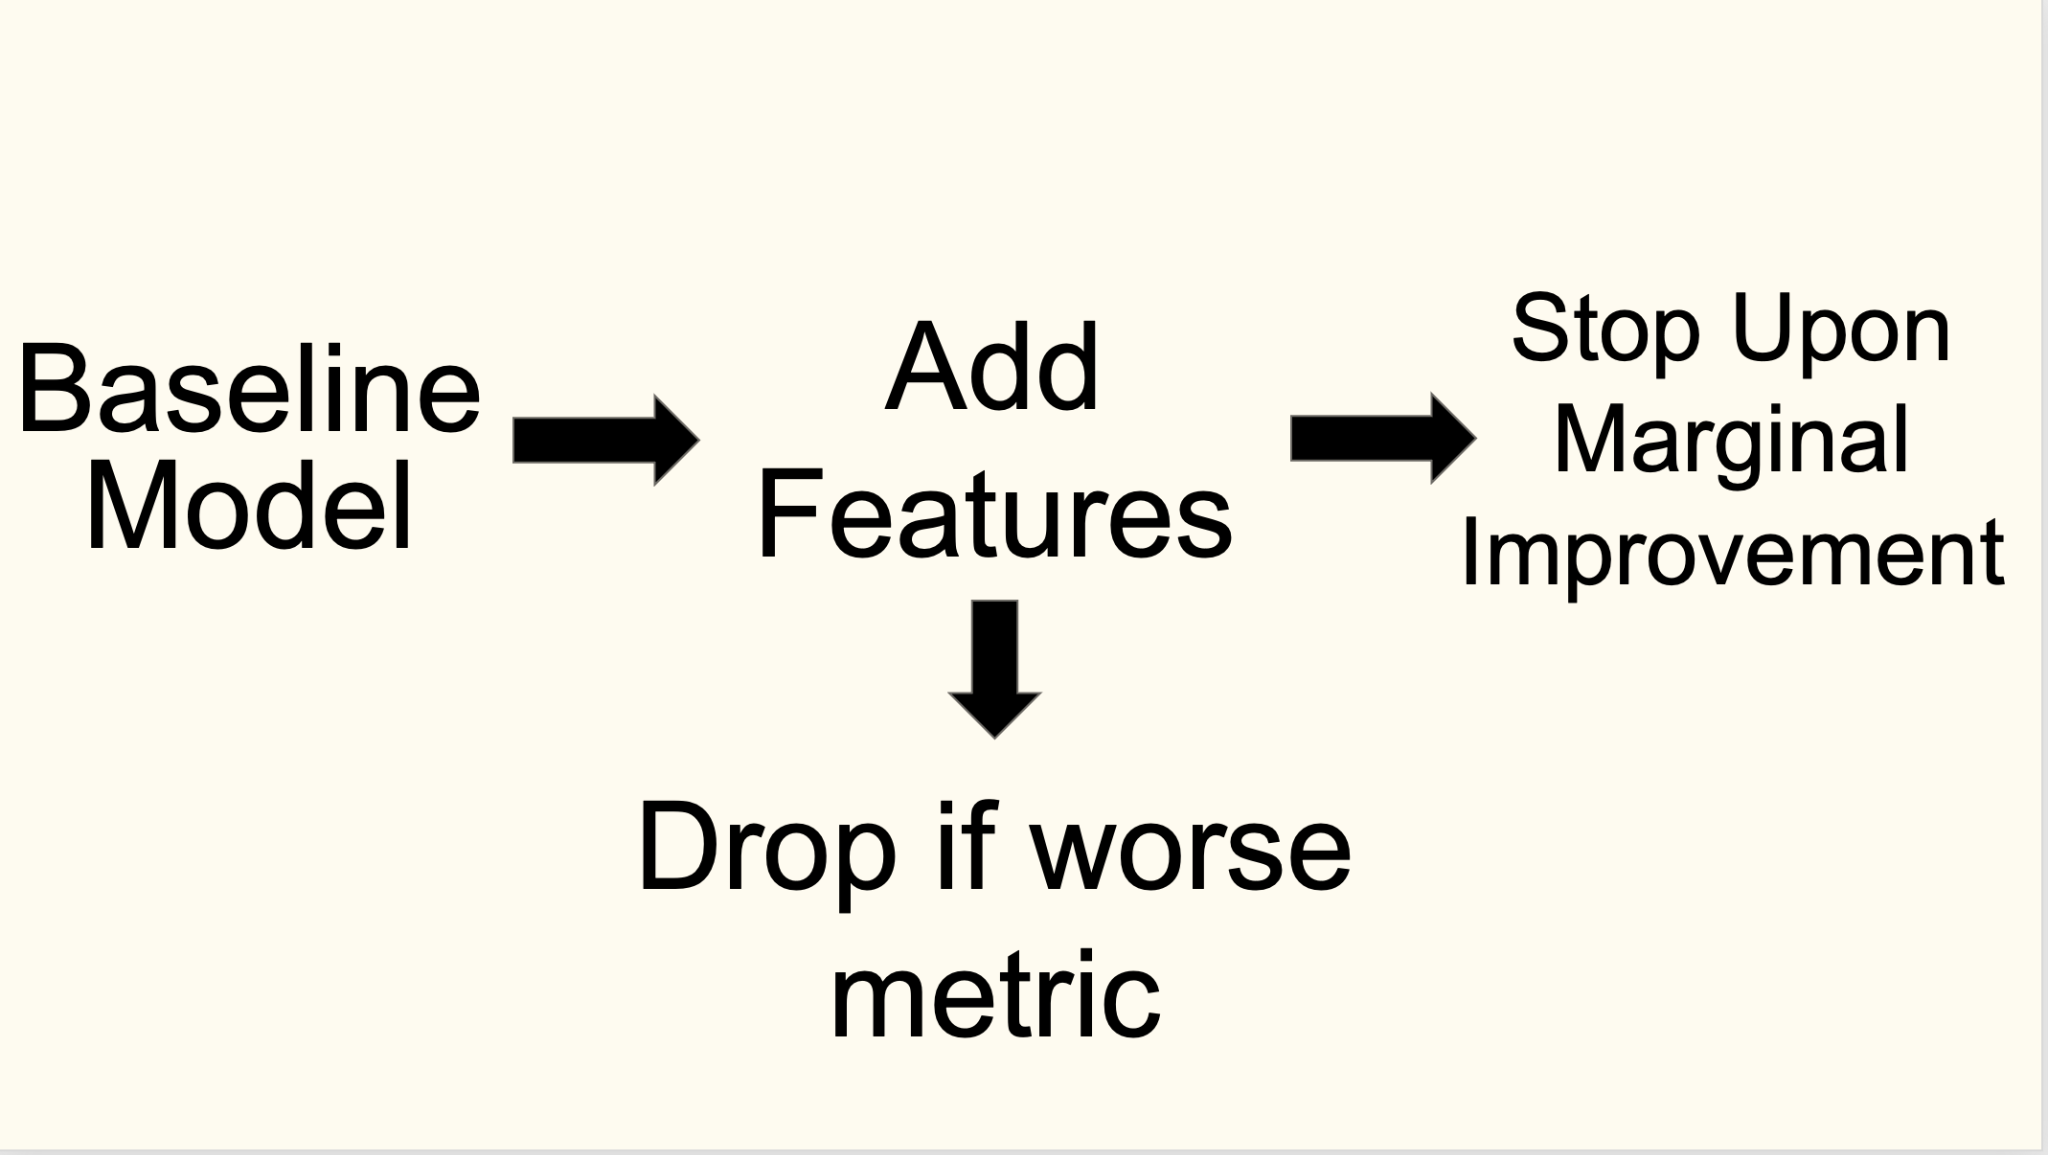 Baseline
Model
Add
Features
Stop Upon
Marginal
Improvement
Drop if worse
metric